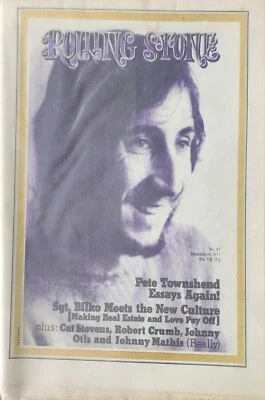 ROLLING STONE
Pete Townshend
Essays Again!
Sgt. Bilko Meets the New Culture
[Making Real Estate and Love Pay Off]
plus: Cat Stevens, Robert Crumb, Johnny
Otis and Johnny Mathis (Really)